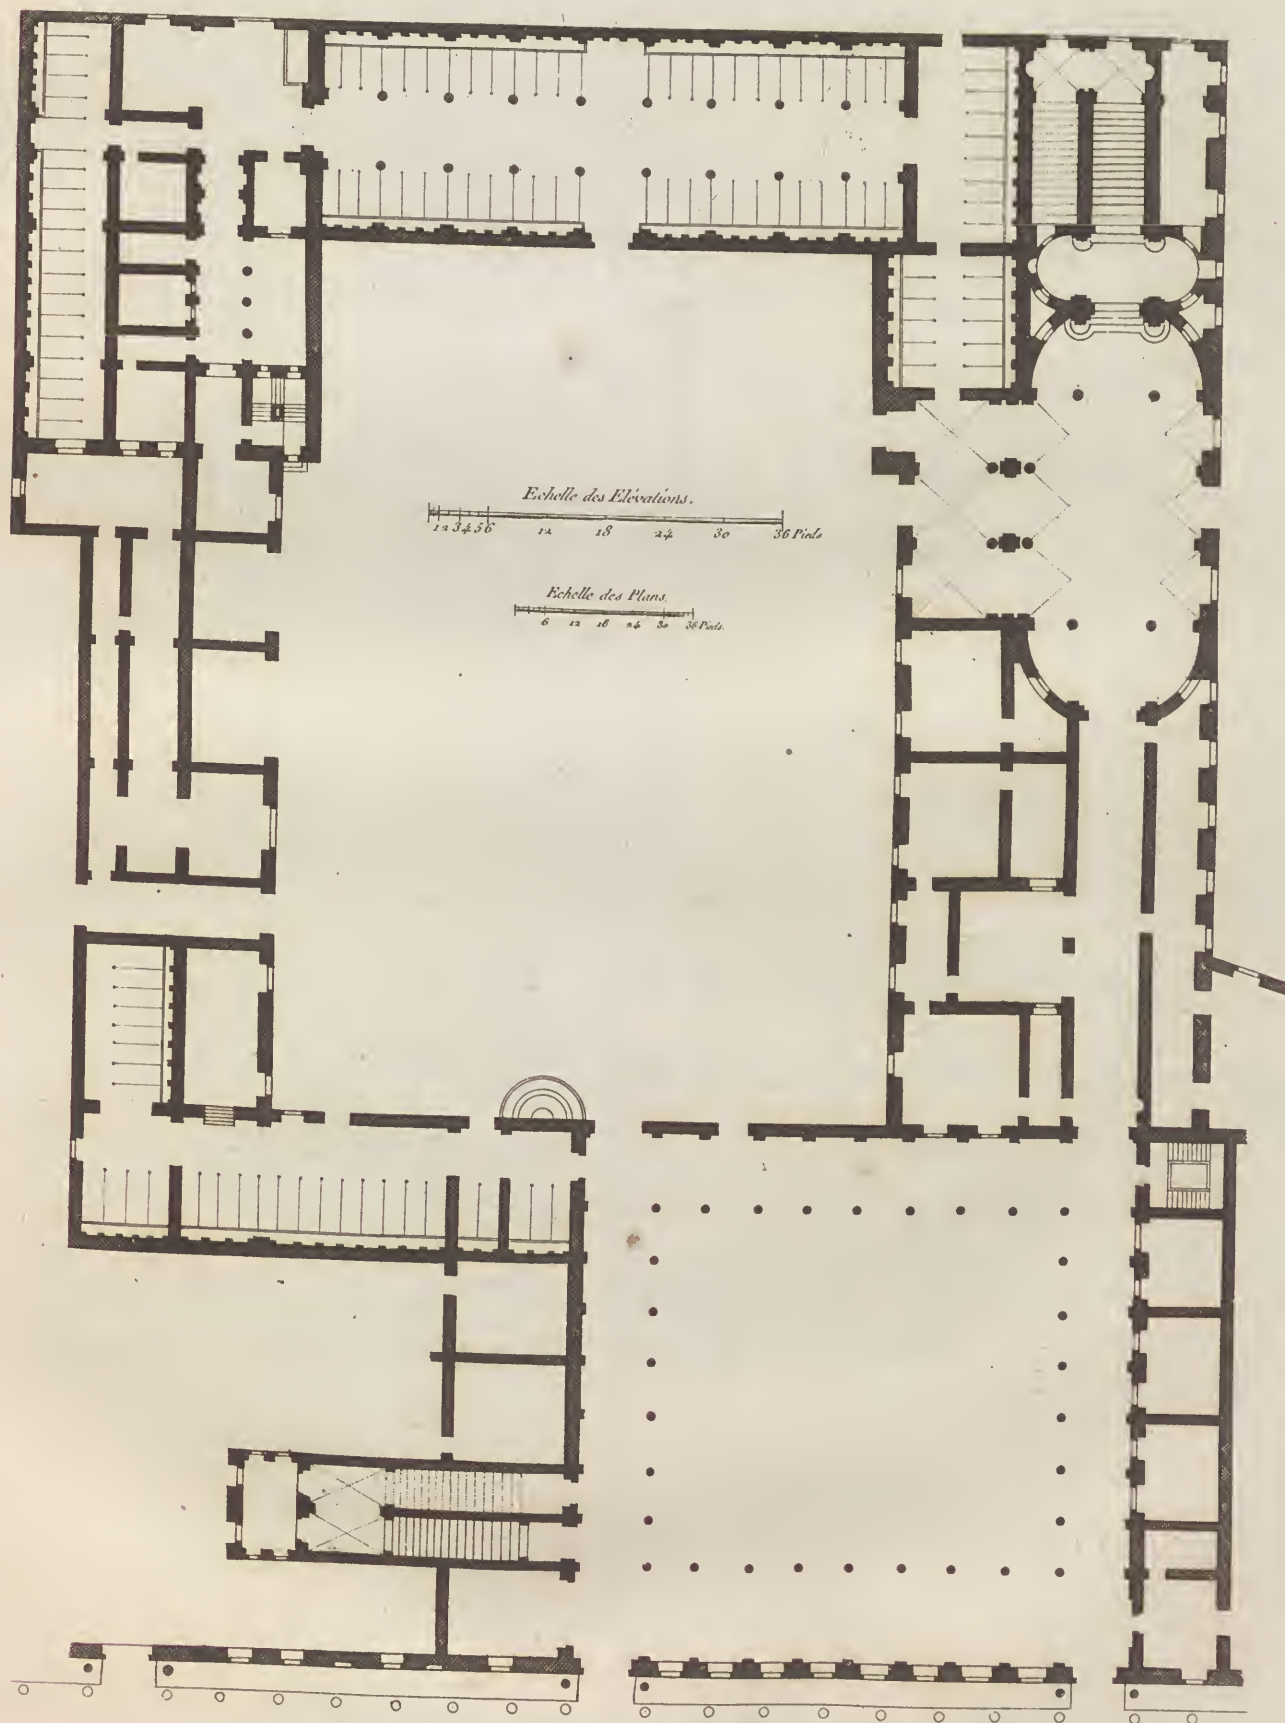 Echelle des Elévations.
1 2 3 4 5 6 12 18 24 30 36 Pieds
Echelle des Plans.
6 12 18 24 30 36 Pieds.